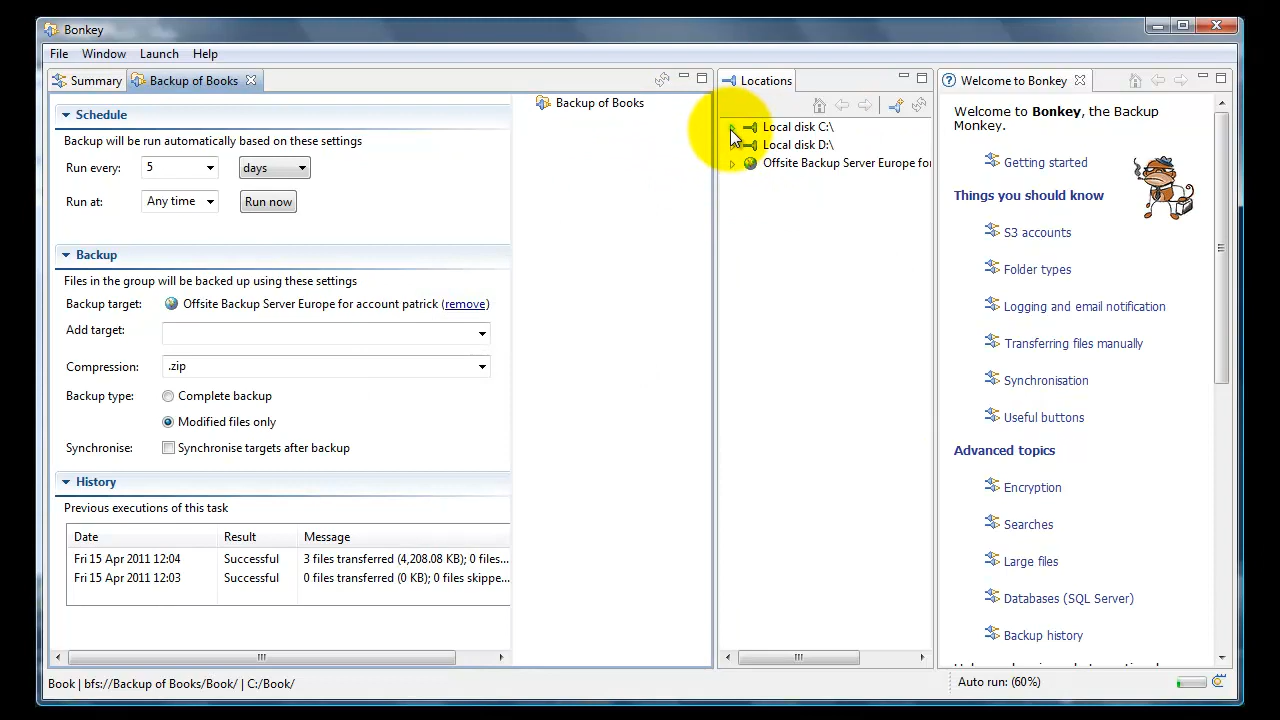 Bonkey
File Window Launch Help
Summary Backup of Books
Schedule
Backup will be run automatically based on these settings
Run every: 5 days
Run at: Any time Run now
Backup
Files in the group will be backed up using these settings
Backup target: Offsite Backup Server Europe for account patrick (remove)
Add target:
Compression: .zip
Backup type: Complete backup
Modified files only
Synchronise: Synchronise targets after backup
History
Previous executions of this task
Date Result Message
Fri 15 Apr 2011 12:04 Successful 3 files transferred (4,208.08 KB); 0 files...
Fri 15 Apr 2011 12:03 Successful 0 files transferred (0 KB); 0 files skippe...
Backup of Books
Locations
Local disk C:\
Local disk D:\
Offsite Backup Server Europe for
Welcome to Bonkey
Welcome to Bonkey, the Backup
Monkey.
Getting started
Things you should know
S3 accounts
Folder types
Logging and email notification
Transferring files manually
Synchronisation
Useful buttons
Advanced topics
Encryption
Searches
Large files
Databases (SQL Server)
Backup history
Book | bfs://Backup of Books/Book/ | C:/Book/
Auto run: (60%)